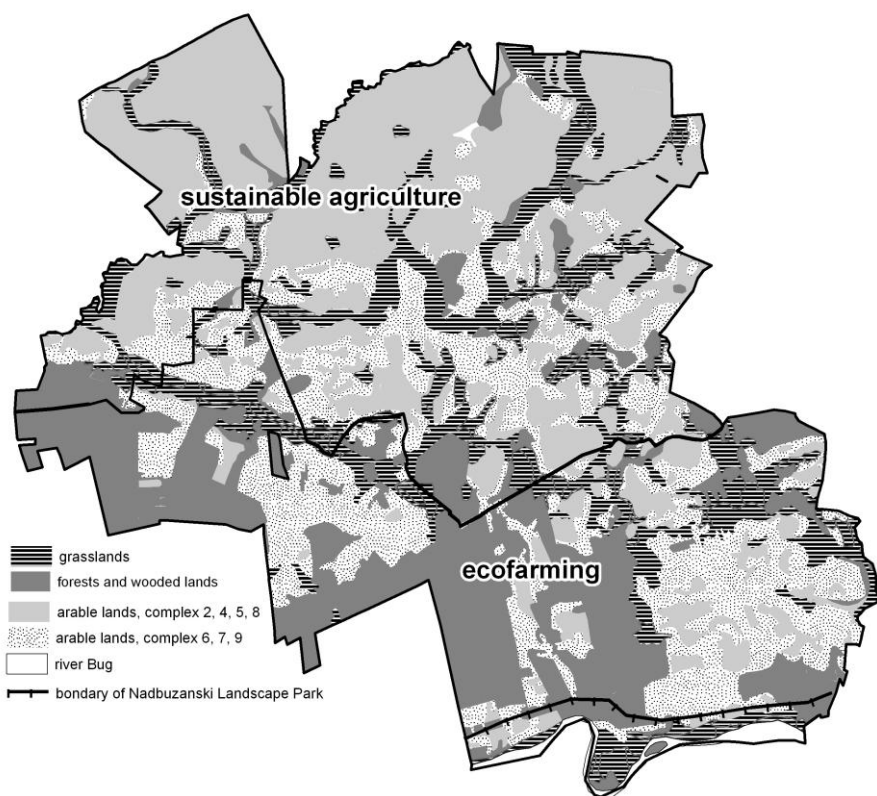 sustainable agriculture
ecofarming
grasslands
forests and wooded lands
arable lands, complex 2, 4, 5, 8
arable lands, complex 6, 7, 9
river Bug
bondary of Nadbuzanski Landscape Park